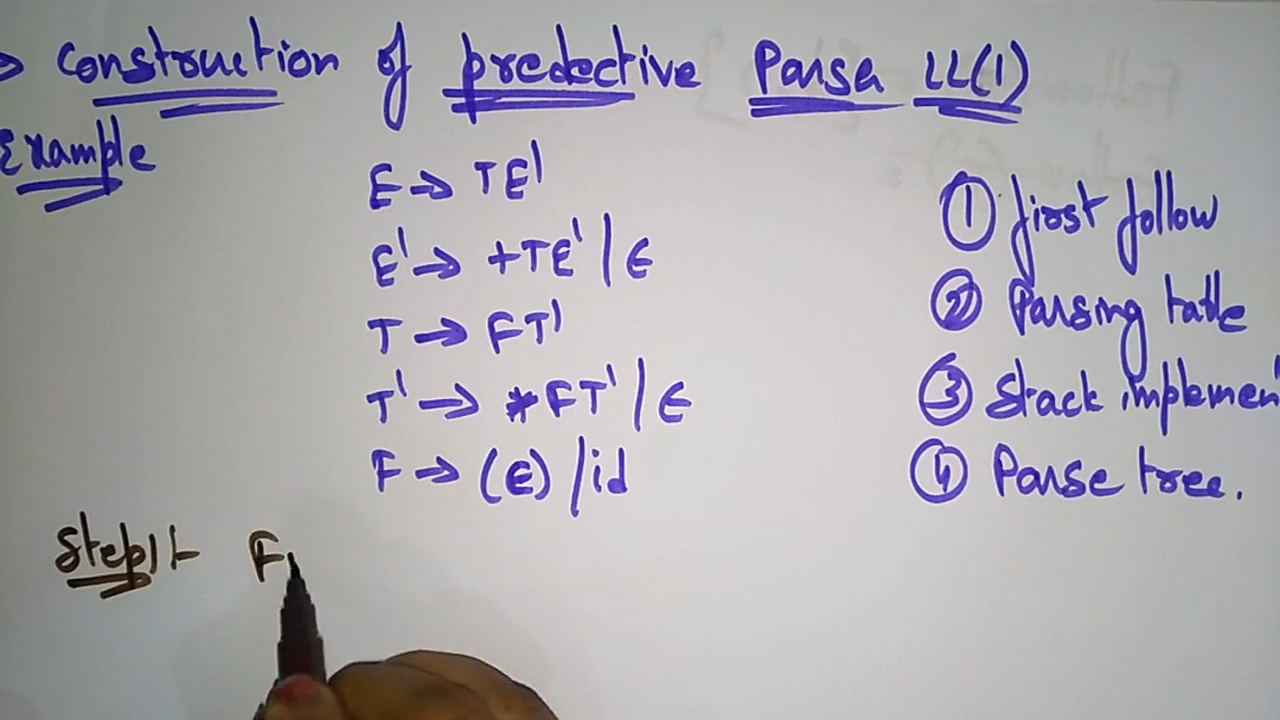 > Construction of predective Parsa LL(1)
Example
E → TE'
E' → +TE' | ϵ
T → FT'
T' → *FT' | ϵ
F → (E) / id
① first follow
② Parsing table
③ Stack implemen
④ Parse tree.
Step1:- F